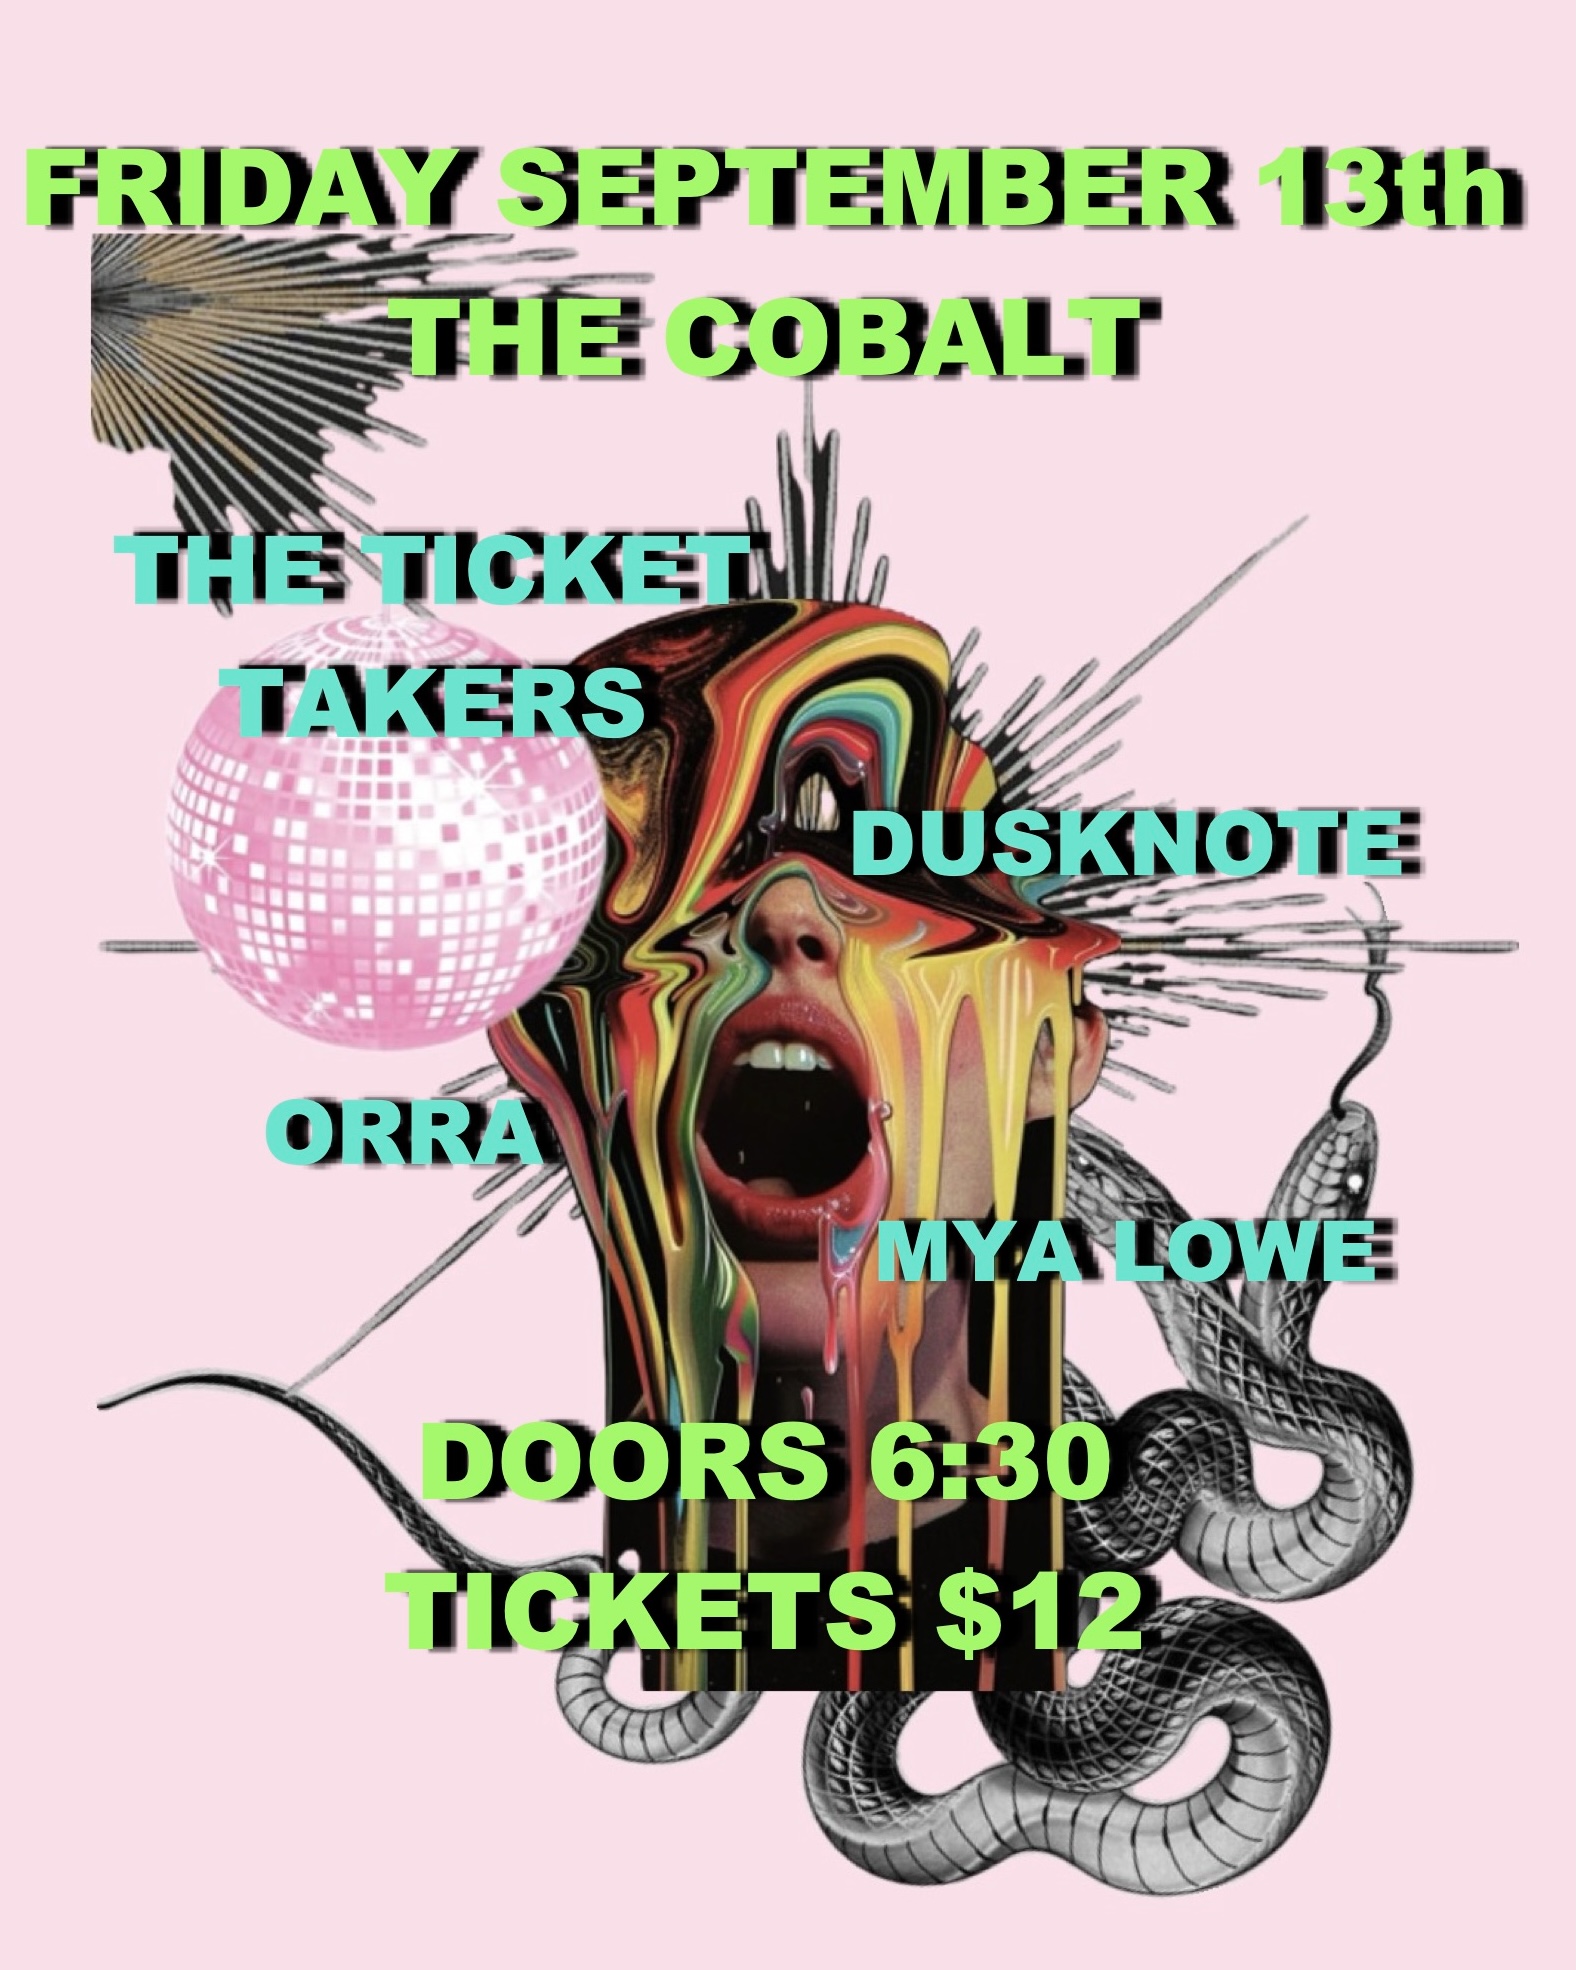 FRIDAY SEPTEMBER 13th
THE COBALT
THE TICKET
TAKERS
DUSKNOTE
ORRA
MYA LOWE
DOORS 6:30
TICKETS $12